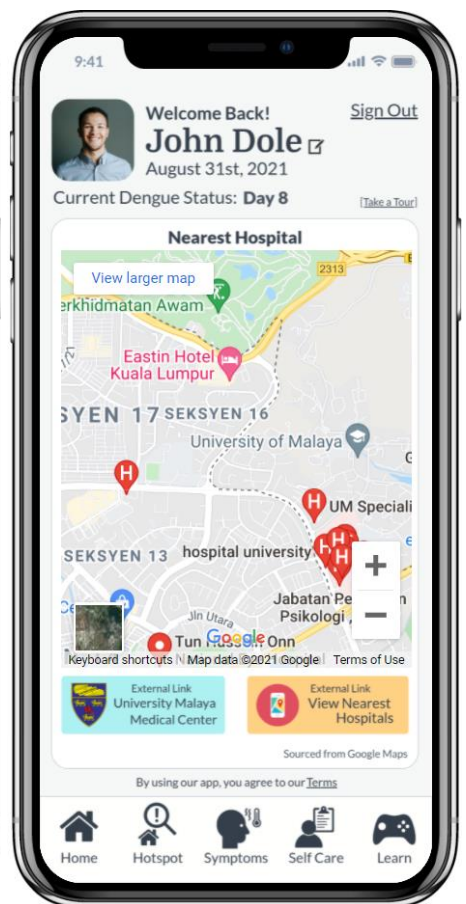 9:41
Welcome Back!
Sign Out
John Dole
August 31st, 2021
Current Dengue Status: Day 8
[Take a Tour]
Nearest Hospital
View larger map
2313
erkhidmatan Awam
Eastin Hotel
Kuala Lumpur
SYEN 17
SEKSYEN 16
University of Malaya
UM Speciali
SEKSYEN 13
hospital university
Jabatan Pe
Psikologi,
Jln Utara
Tun Hussein Onn
Google
Keyboard shortcuts
Map data ©2021 Google
Terms of Use
External Link
University Malaya
Medical Center
External Link
View Nearest
Hospitals
Sourced from Google Maps
By using our app, you agree to our Terms
Home
Hotspot
Symptoms
Self Care
Learn